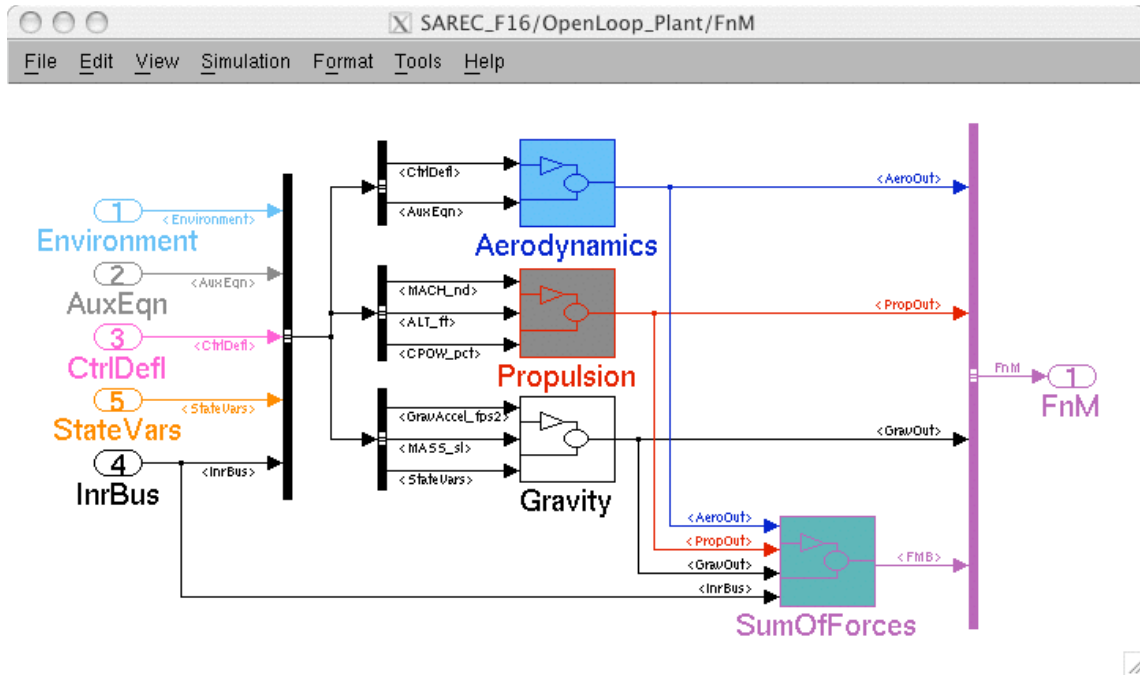 X SAREC_F16/OpenLoop_Plant/FnM
File Edit View Simulation Format Tools Help
1
<Environment>
Environment
2
<AuxEqn>
AuxEqn
3
<CtrlDefl>
CtrlDefl
5
<StateVars>
StateVars
4
<InrBus>
InrBus
<CtrlDefl>
<AuxEqn>
Aerodynamics
<MACH_nd>
<ALT_ft>
<CPOW_pct>
Propulsion
<GravAccel_fps2>
<MASS_sl>
<StateVars>
Gravity
<AeroOut>
<PropOut>
<GravOut>
<AeroOut>
<PropOut>
<GravOut>
<InrBus>
SumOfForces
<FMB>
FnM
1
FnM